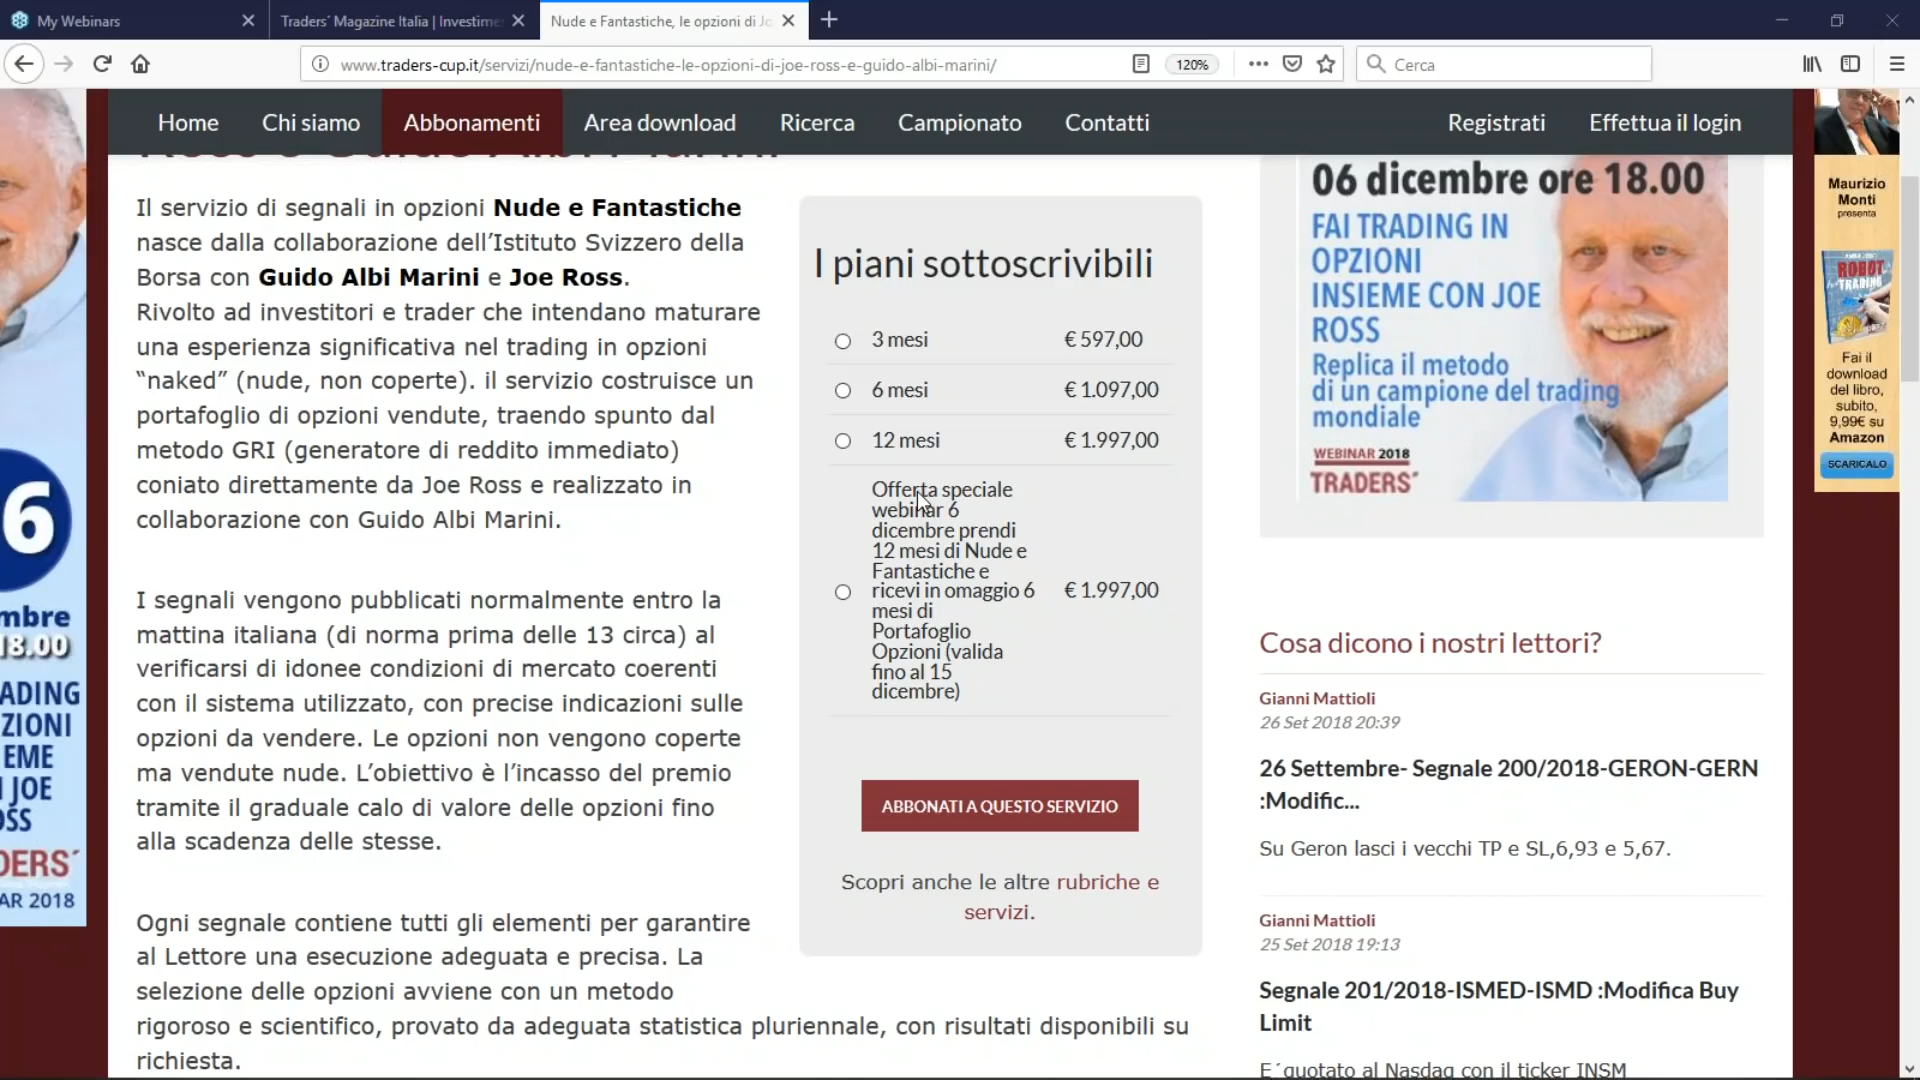 My Webinars
Traders´ Magazine Italia | Investime
Nude e Fantastiche, le opzioni di Jo
www.traders-cup.it/servizi/nude-e-fantastiche-le-opzioni-di-joe-ross-e-guido-albi-marini/
120%
Cerca
Home
Chi siamo
Abbonamenti
Area download
Ricerca
Campionato
Contatti
Registrati
Effettua il login
Il servizio di segnali in opzioni Nude e Fantastiche
nasce dalla collaborazione dell’Istituto Svizzero della
Borsa con Guido Albi Marini e Joe Ross.
Rivolto ad investitori e trader che intendano maturare
una esperienza significativa nel trading in opzioni
“naked” (nude, non coperte). il servizio costruisce un
portafoglio di opzioni vendute, traendo spunto dal
metodo GRI (generatore di reddito immediato)
coniato direttamente da Joe Ross e realizzato in
collaborazione con Guido Albi Marini.
I segnali vengono pubblicati normalmente entro la
mattina italiana (di norma prima delle 13 circa) al
verificarsi di idonee condizioni di mercato coerenti
con il sistema utilizzato, con precise indicazioni sulle
opzioni da vendere. Le opzioni non vengono coperte
ma vendute nude. L’obiettivo è l’incasso del premio
tramite il graduale calo di valore delle opzioni fino
alla scadenza delle stesse.
Ogni segnale contiene tutti gli elementi per garantire
al Lettore una esecuzione adeguata e precisa. La
selezione delle opzioni avviene con un metodo
rigoroso e scientifico, provato da adeguata statistica pluriennale, con risultati disponibili su
richiesta.
I piani sottoscrivibili
3 mesi € 597,00
6 mesi € 1.097,00
12 mesi € 1.997,00
Offerta speciale
webinar 6
dicembre prendi
12 mesi di Nude e
Fantastiche e
ricevi in omaggio 6 € 1.997,00
mesi di
Portafoglio
Opzioni (valida
fino al 15
dicembre)
ABBONATI A QUESTO SERVIZIO
Scopri anche le altre rubriche e
servizi.
06 dicembre ore 18.00
FAI TRADING IN
OPZIONI
INSIEME CON JOE
ROSS
Replica il metodo
di un campione del trading
mondiale
WEBINAR 2018
TRADERS´
Cosa dicono i nostri lettori?
Gianni Mattioli
26 Set 2018 20:39
26 Settembre- Segnale 200/2018-GERON-GERN
:Modific...
Su Geron lasci i vecchi TP e SL,6,93 e 5,67.
Gianni Mattioli
25 Set 2018 19:13
Segnale 201/2018-ISMED-ISMD :Modifica Buy
Limit
E´quotato al Nasdaq con il ticker INSM
Maurizio
Monti
presenta
ROBOT
TRADING
Fai il
download
del libro,
subito,
9,99€ su
Amazon
SCARICALO
6
mbre
18.00
ADING
ZIONI
EME
JOE
OSS
DERS´
AR 2018